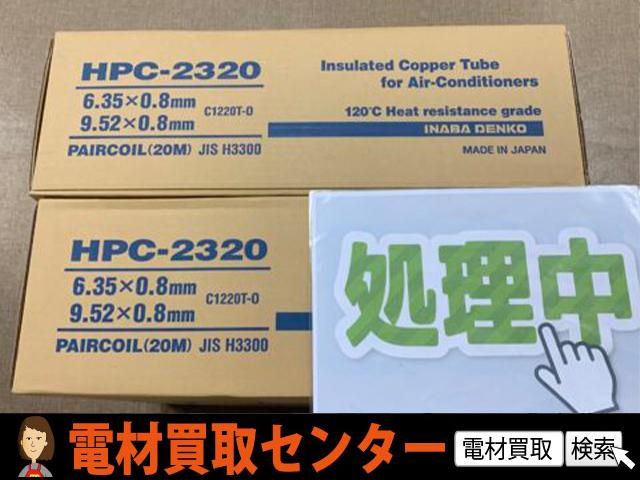 HPC-2320
6.35×0.8mm
9.52×0.8mm
C1220T-O
PAIRCOIL(20M) JIS H3300
Insulated Copper Tube
for Air-Conditioners
120℃ Heat resistance grade
INABA DENKO
MADE IN JAPAN
HPC-2320
6.35×0.8mm
9.52×0.8mm
C1220T-O
PAIRCOIL(20M) JIS H3300
処理中
電材買取センター
電材買取 検索